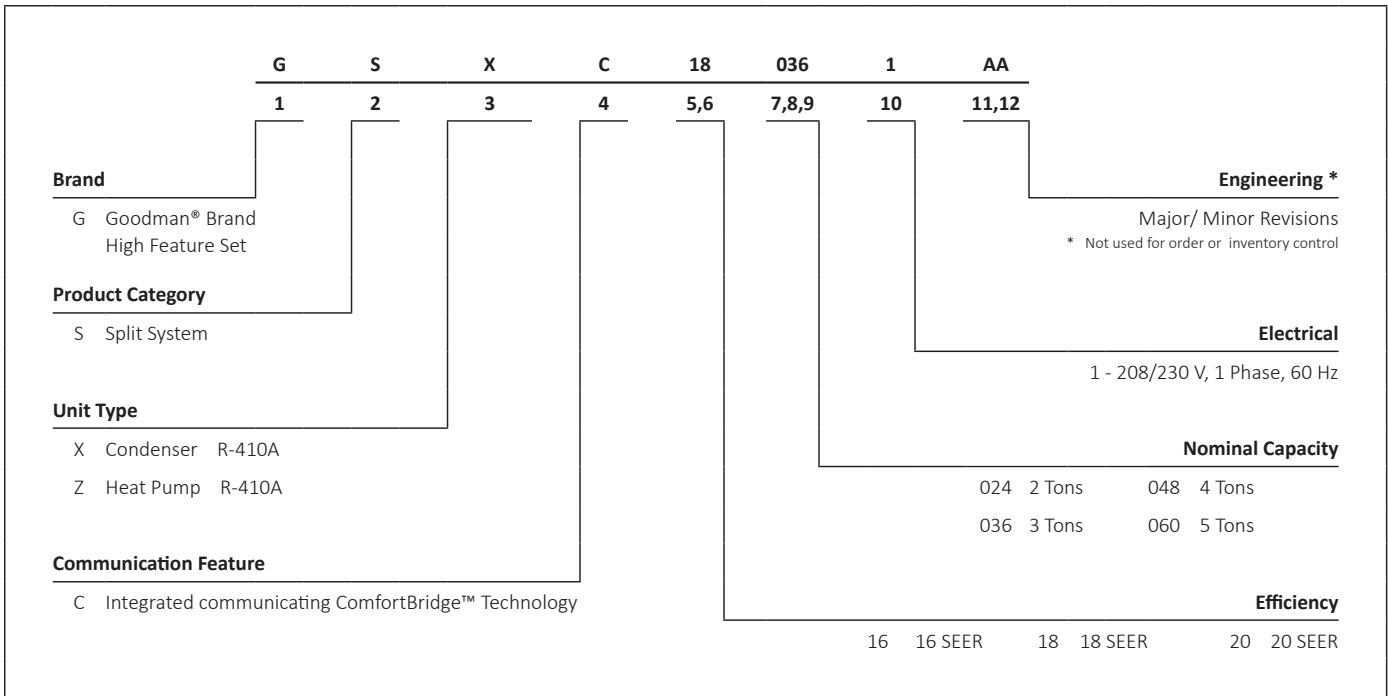 G S X C 18 036 1 AA
1 2 3 4 5,6 7,8,9 10 11,12
Brand
G Goodman® Brand
High Feature Set
Product Category
S Split System
Unit Type
X Condenser R-410A
Z Heat Pump R-410A
Communication Feature
C Integrated communicating ComfortBridge™ Technology
Engineering *
Major/ Minor Revisions
* Not used for order or inventory control
Electrical
1 - 208/230 V, 1 Phase, 60 Hz
Nominal Capacity
024 2 Tons 048 4 Tons
036 3 Tons 060 5 Tons
Efficiency
16 16 SEER 18 18 SEER 20 20 SEER